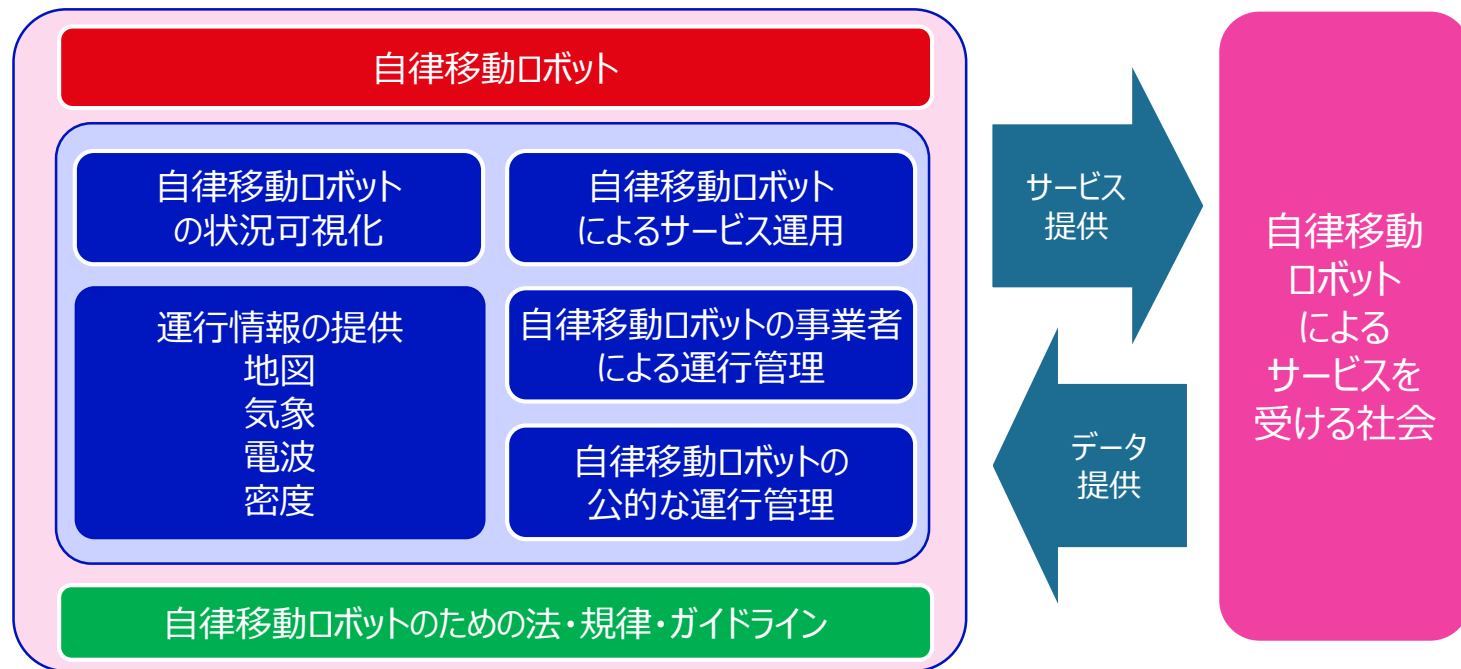 自律移動ロボット
自律移動ロボット
の状況可視化
自律移動ロボット
によるサービス運用
運行情報の提供
地図
気象
電波
密度
自律移動ロボットの事業者
による運行管理
自律移動ロボットの
公的な運行管理
自律移動ロボットのための法・規律・ガイドライン
サービス
提供
データ
提供
自律移動
ロボット
による
サービスを
受ける社会